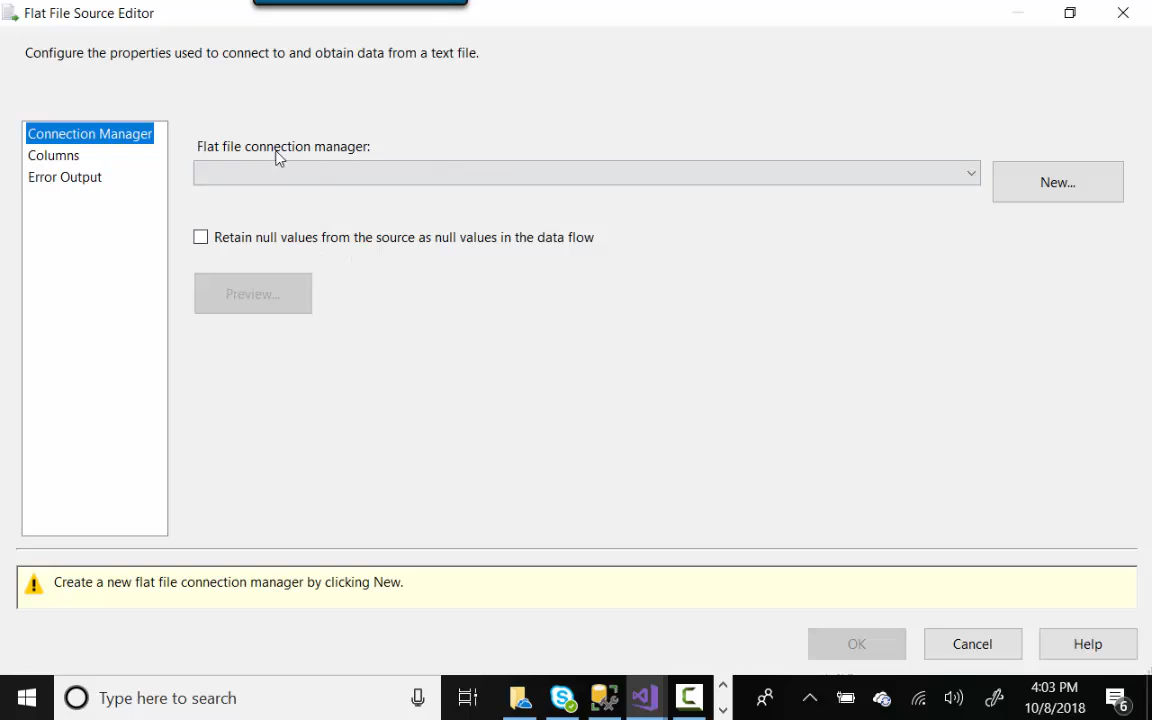 Flat File Source Editor
Configure the properties used to connect to and obtain data from a text file.
Connection Manager
Columns
Error Output
Flat file connection manager:
New...
Retain null values from the source as null values in the data flow
Preview...
Create a new flat file connection manager by clicking New.
OK
Cancel
Help
Type here to search
4:03 PM
10/8/2018
6